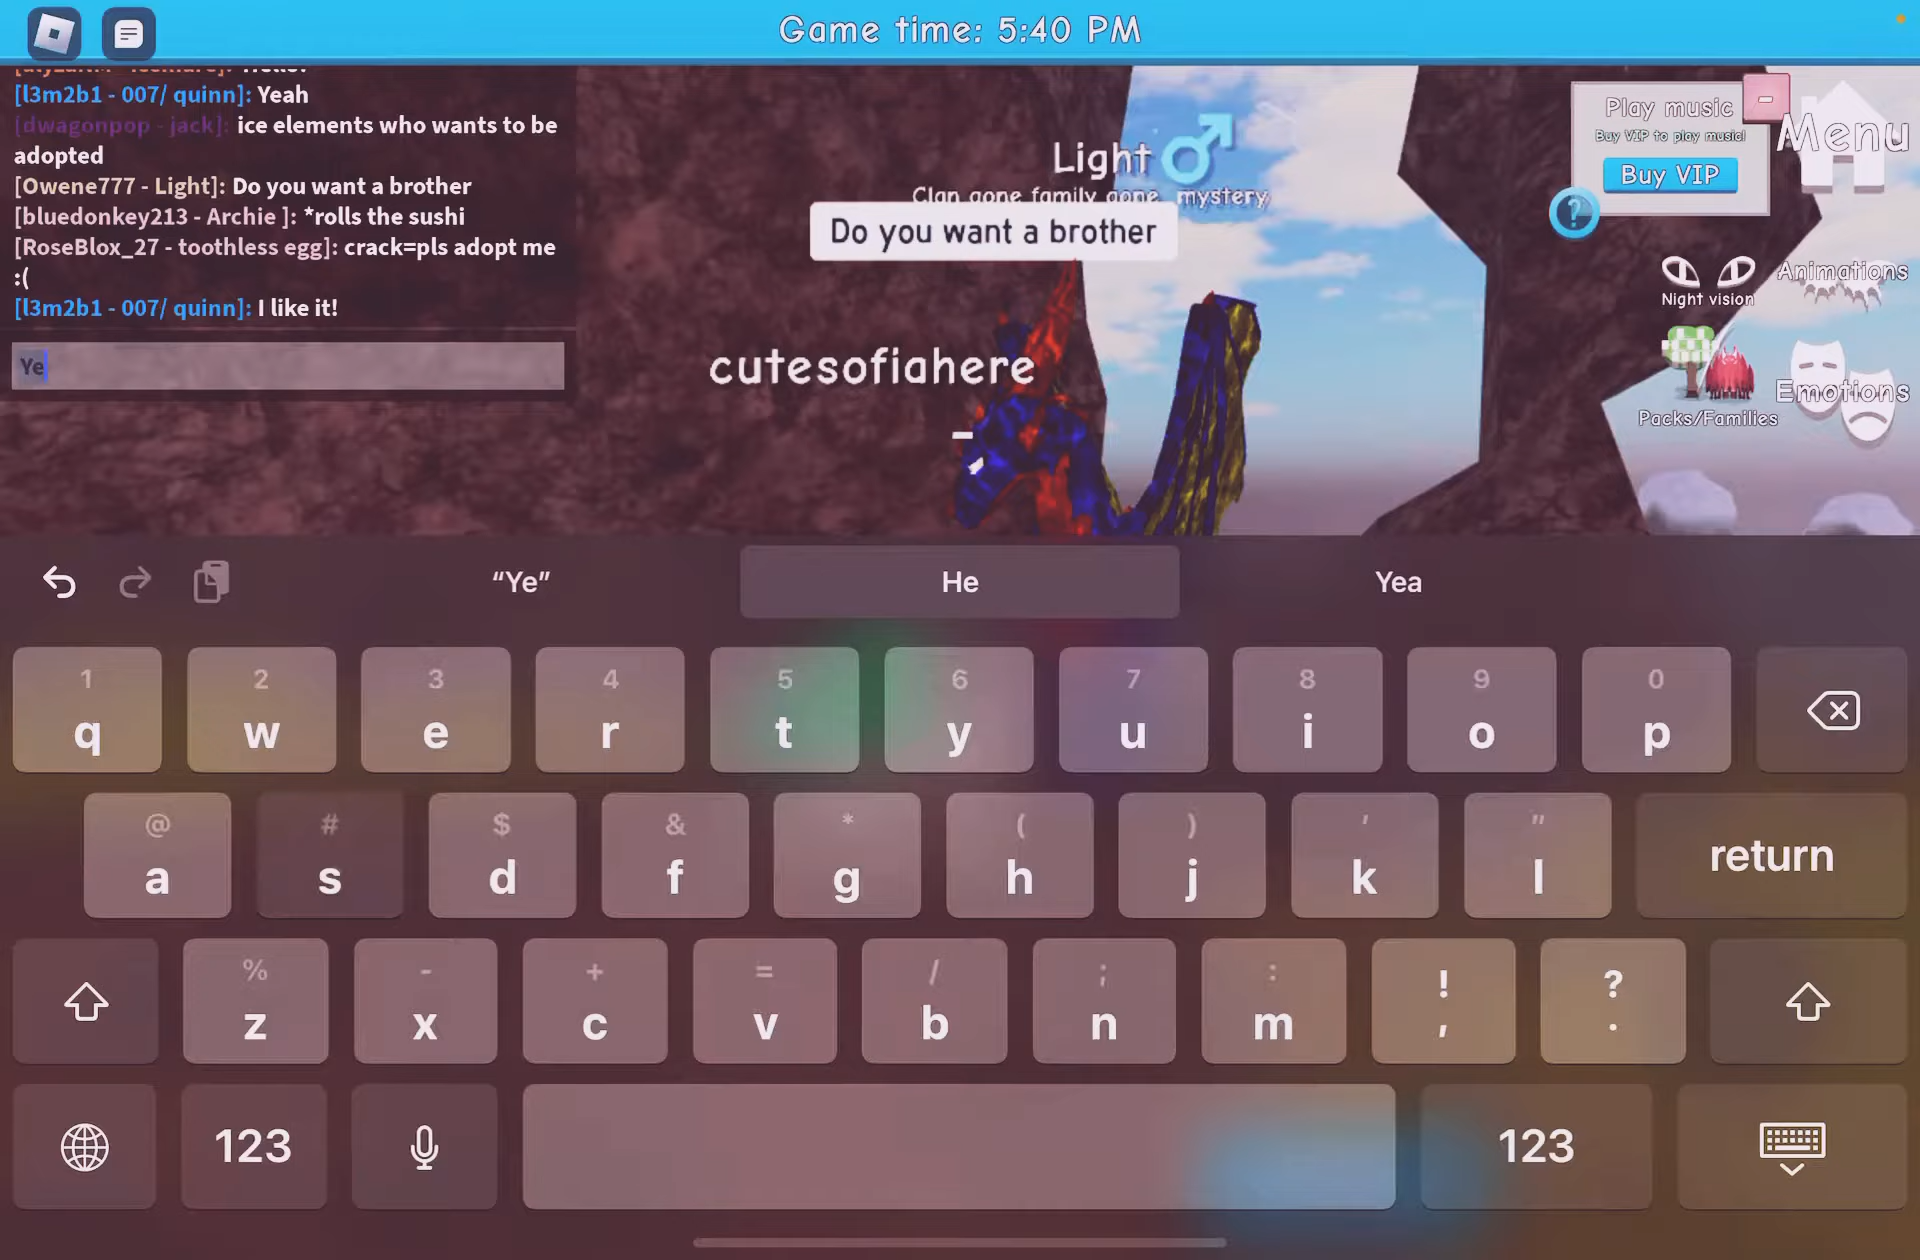 Game time: 5:40 PM
[l3m2b1 - 007/ quinn]: Yeah
[dwagonpop - jack]: ice elements who wants to be
adopted
[Owene777 - Light]: Do you want a brother
[bluedonkey213 - Archie ]: *rolls the sushi
[RoseBlox_27 - toothless egg]: crack=pls adopt me
:(
[l3m2b1 - 007/ quinn]: I like it!
Ye
Light
Clan gone family gone mystery
Do you want a brother
cutesofiahere
Play music
Buy VIP to play music!
Buy VIP
-
Menu
?
Night vision
Animations
Packs/Families
Emotions
“Ye” He Yea
1 2 3 4 5 6 7 8 9 0
q w e r t y u i o p
@ # $ & * ( ) ' "
a s d f g h j k l return
% - + = / ; : ! ?
z x c v b n m , .
123 123